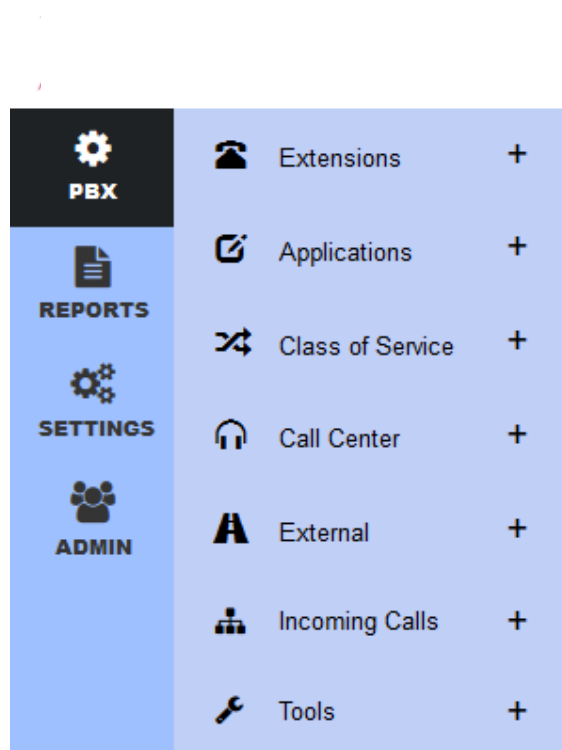 PBX
REPORTS
SETTINGS
ADMIN
Extensions +
Applications +
Class of Service +
Call Center +
External +
Incoming Calls +
Tools +